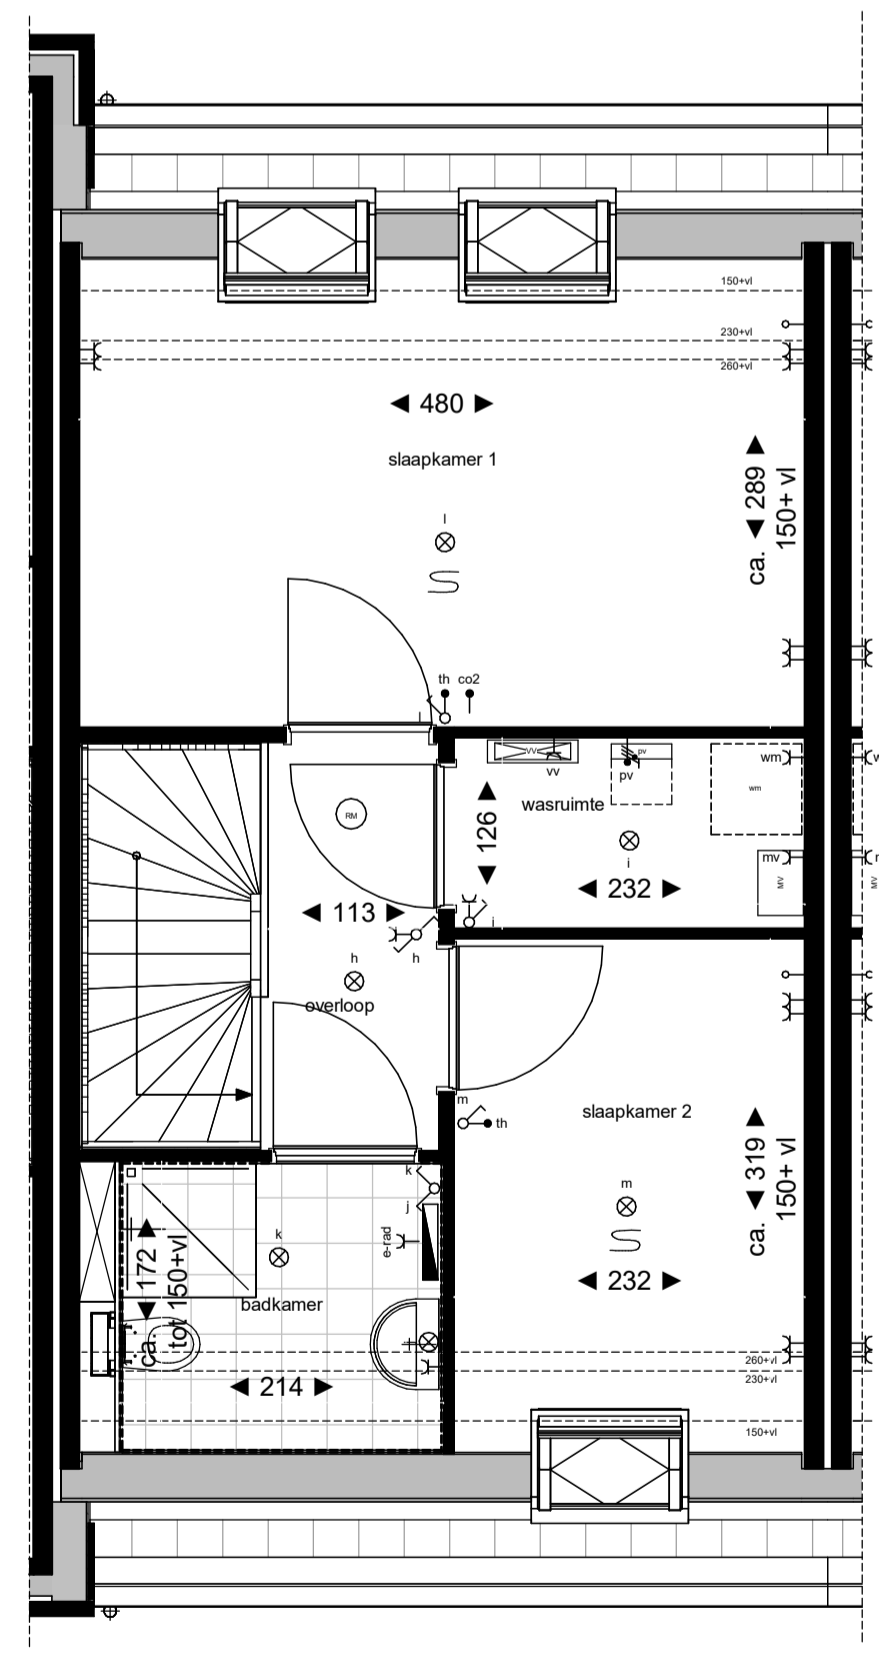 150+vl
230+vl
260+vl
◄ 480 ►
slaapkamer 1
ca. ◄ 289 ►
150+ vl
l
th co2
l
vv
vv
pv
pv
wm
wm
wasruimte
RM
◄ 126 ►
i
mv
MV
MV
◄ 232 ►
◄ 113 ►
i
h
h
overloop
m
th
slaapkamer 2
ca. ◄ 319 ►
150+ vl
m
◄ 232 ►
k
j
k
e-rad
ca. ◄ 172 ►
tot 150+vl
badkamer
◄ 214 ►
260+vl
230+vl
150+vl